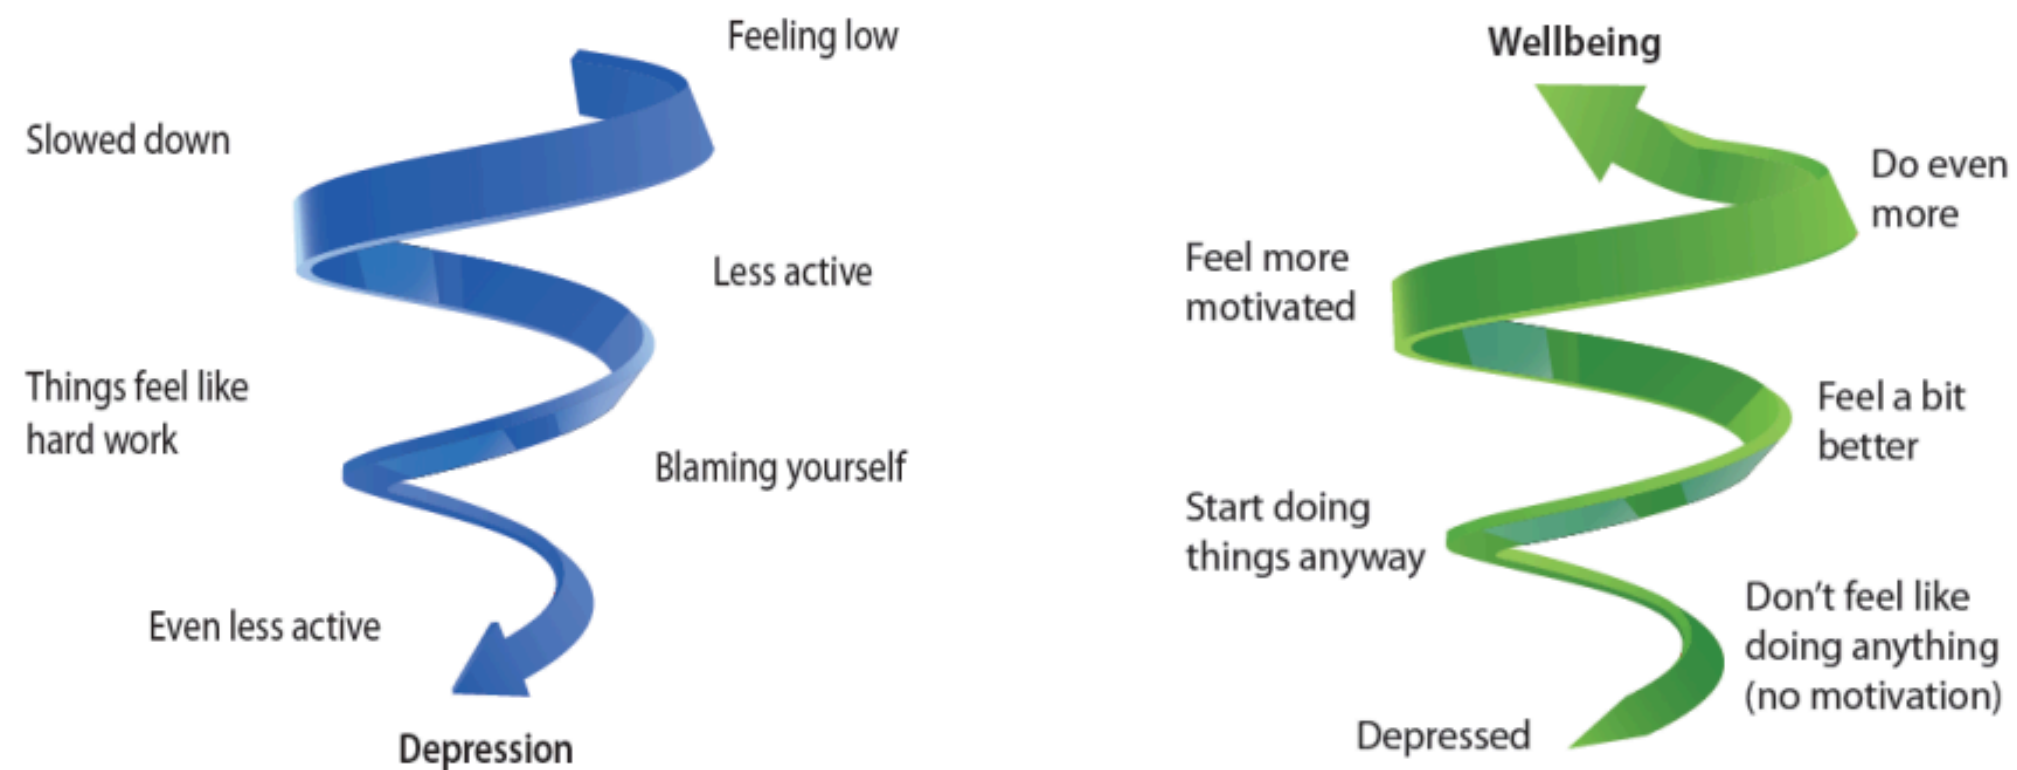 Feeling low
Slowed down
Less active
Things feel like
hard work
Blaming yourself
Even less active
Depression
Wellbeing
Do even
more
Feel more
motivated
Feel a bit
better
Start doing
things anyway
Don’t feel like
doing anything
(no motivation)
Depressed